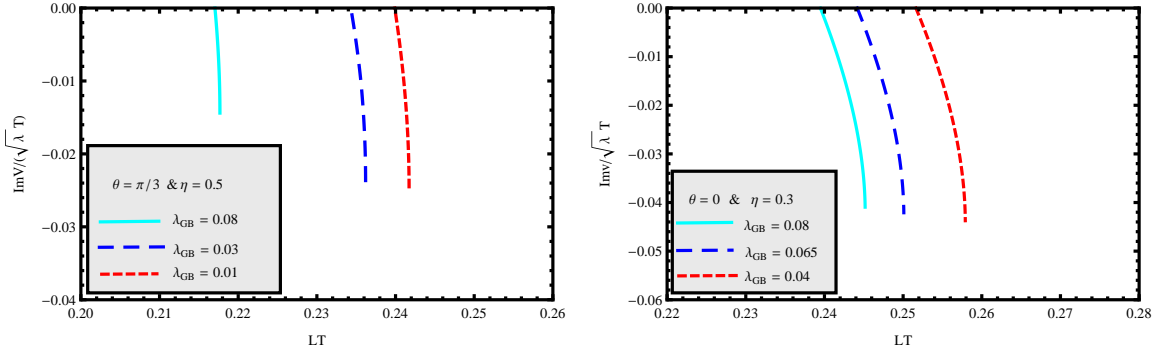 0.00
−0.01
−0.02
−0.03
−0.04
ImV/(√λ T)
θ = π/3 & η = 0.5
λGB = 0.08
λGB = 0.03
λGB = 0.01
0.20 0.21 0.22 0.23 0.24 0.25 0.26
LT
0.00
−0.01
−0.02
−0.03
−0.04
−0.05
−0.06
Imv/√λ T
θ = 0 & η = 0.3
λGB = 0.08
λGB = 0.065
λGB = 0.04
0.22 0.23 0.24 0.25 0.26 0.27 0.28
LT